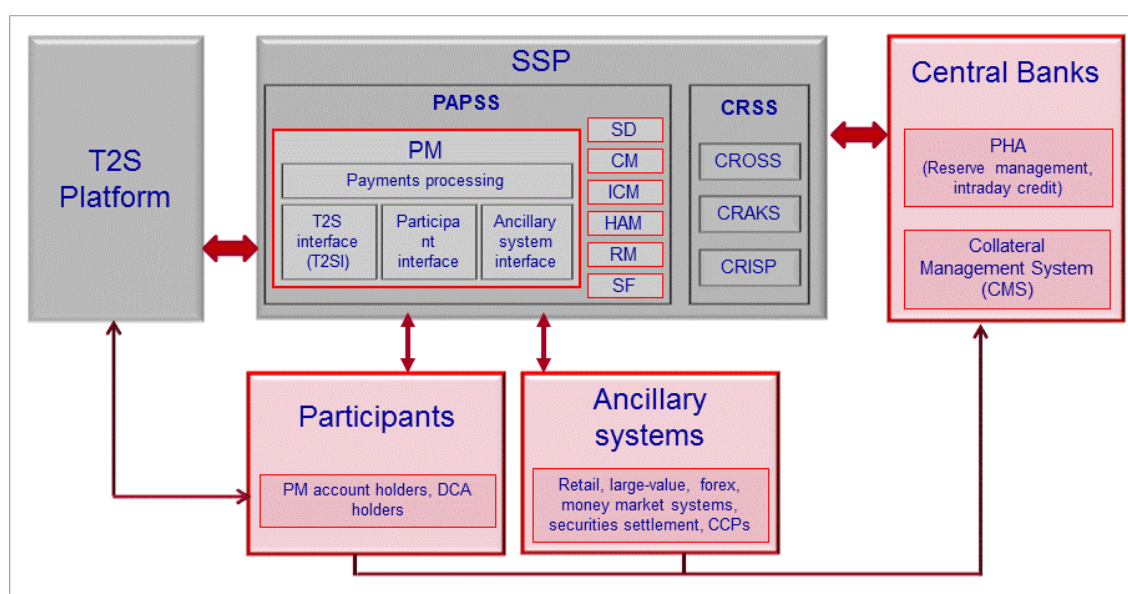 T2S
Platform
SSP
PAPSS
PM
Payments processing
T2S
interface
(T2SI)
Participa
nt
interface
Ancillary
system
interface
SD
CM
ICM
HAM
RM
SF
CRSS
CROSS
CRAKS
CRISP
Central Banks
PHA
(Reserve management,
intraday credit)
Collateral
Management System
(CMS)
Participants
PM account holders, DCA
holders
Ancillary
systems
Retail, large-value, forex,
money market systems,
securities settlement, CCPs